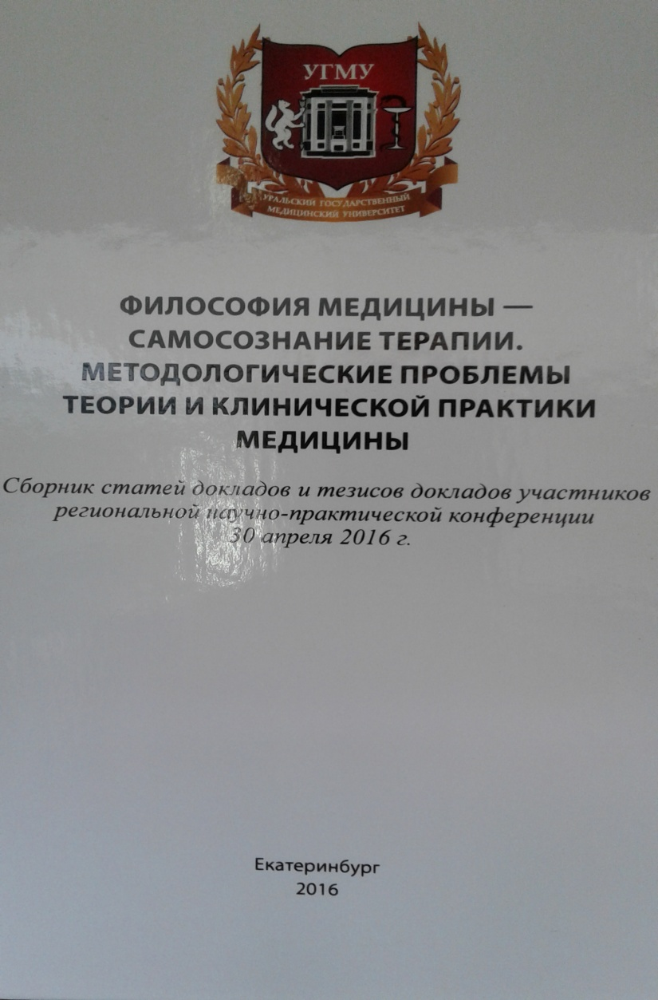 УГМУ
УРАЛЬСКИЙ ГОСУДАРСТВЕННЫЙ
МЕДИЦИНСКИЙ УНИВЕРСИТЕТ
ФИЛОСОФИЯ МЕДИЦИНЫ —
САМОСОЗНАНИЕ ТЕРАПИИ.
МЕТОДОЛОГИЧЕСКИЕ ПРОБЛЕМЫ
ТЕОРИИ И КЛИНИЧЕСКОЙ ПРАКТИКИ
МЕДИЦИНЫ
Сборник статей докладов и тезисов докладов участников
региональной научно-практической конференции
30 апреля 2016 г.
Екатеринбург
2016